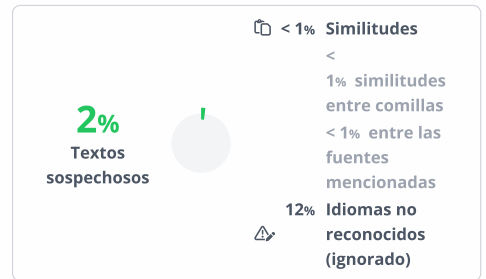 2%
Textos
sospechosos
< 1% Similitudes
<
1% similitudes
entre comillas
< 1% entre las
fuentes
mencionadas
12% Idiomas no
reconocidos
(ignorado)